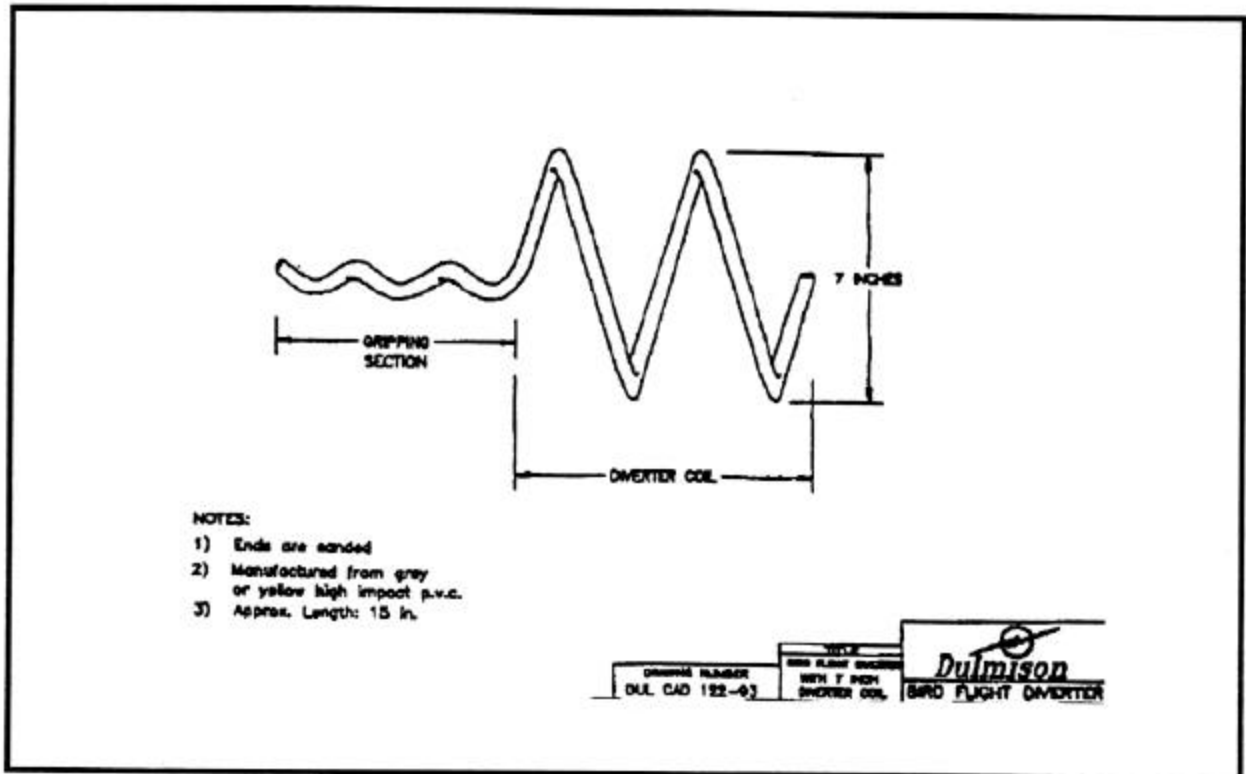 7 INCHES
GRIPPING
SECTION
DIVERTER COIL
NOTES:
1) Ends are sanded
2) Manufactured from grey
or yellow high impact p.v.c.
3) Approx. Length: 15 in.
DRAWING NUMBER
DUL CAD 122-93
TITLE
BIRD FLIGHT DIVERTER
WITH 7 INCH
DIVERTER COIL
Dulmison
BIRD FLIGHT DIVERTER